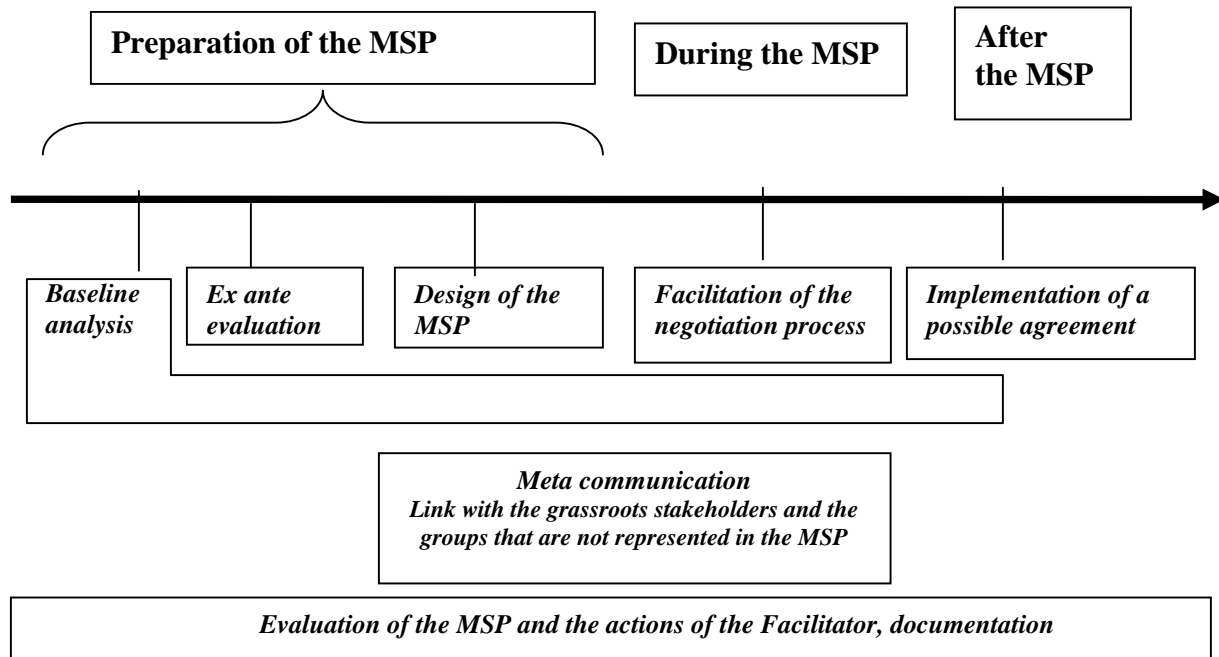 Preparation of the MSP
During the MSP
After
the MSP
Baseline
analysis
Ex ante
evaluation
Design of the
MSP
Facilitation of the
negotiation process
Implementation of a
possible agreement
Meta communication
Link with the grassroots stakeholders and the
groups that are not represented in the MSP
Evaluation of the MSP and the actions of the Facilitator, documentation